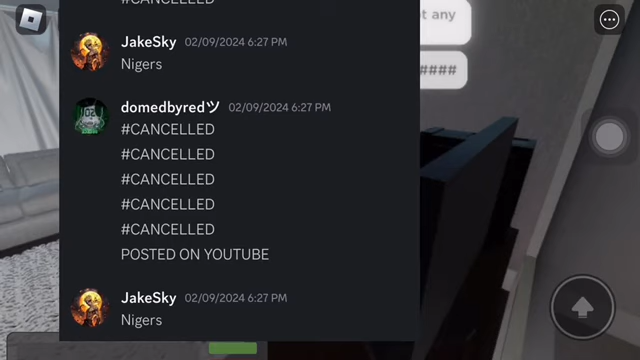 #CANCELLED
ot any
JakeSky 02/09/2024 6:27 PM
Nigers
####
domedbyredツ 02/09/2024 6:27 PM
#CANCELLED
#CANCELLED
#CANCELLED
#CANCELLED
#CANCELLED
POSTED ON YOUTUBE
JakeSky 02/09/2024 6:27 PM
Nigers